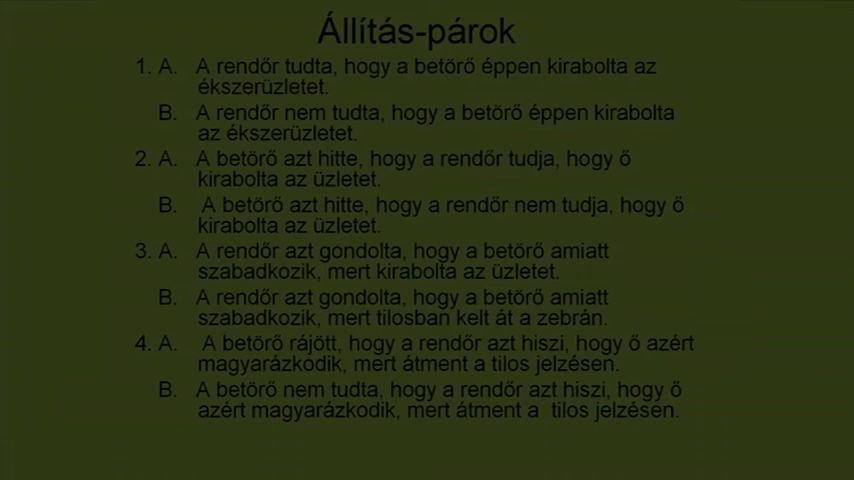 Állítás-párok
1. A. A rendőr tudta, hogy a betörő éppen kirabolta az
ékszerüzletet.
B. A rendőr nem tudta, hogy a betörő éppen kirabolta
az ékszerüzletet.
2. A. A betörő azt hitte, hogy a rendőr tudja, hogy ő
kirabolta az üzletet.
B. A betörő azt hitte, hogy a rendőr nem tudja, hogy ő
kirabolta az üzletet.
3. A. A rendőr azt gondolta, hogy a betörő amiatt
szabadkozik, mert kirabolta az üzletet.
B. A rendőr azt gondolta, hogy a betörő amiatt
szabadkozik, mert tilosban kelt át a zebrán.
4. A. A betörő rájött, hogy a rendőr azt hiszi, hogy ő azért
magyarázkodik, mert átment a tilos jelzésen.
B. A betörő nem tudta, hogy a rendőr azt hiszi, hogy ő
azért magyarázkodik, mert átment a tilos jelzésen.